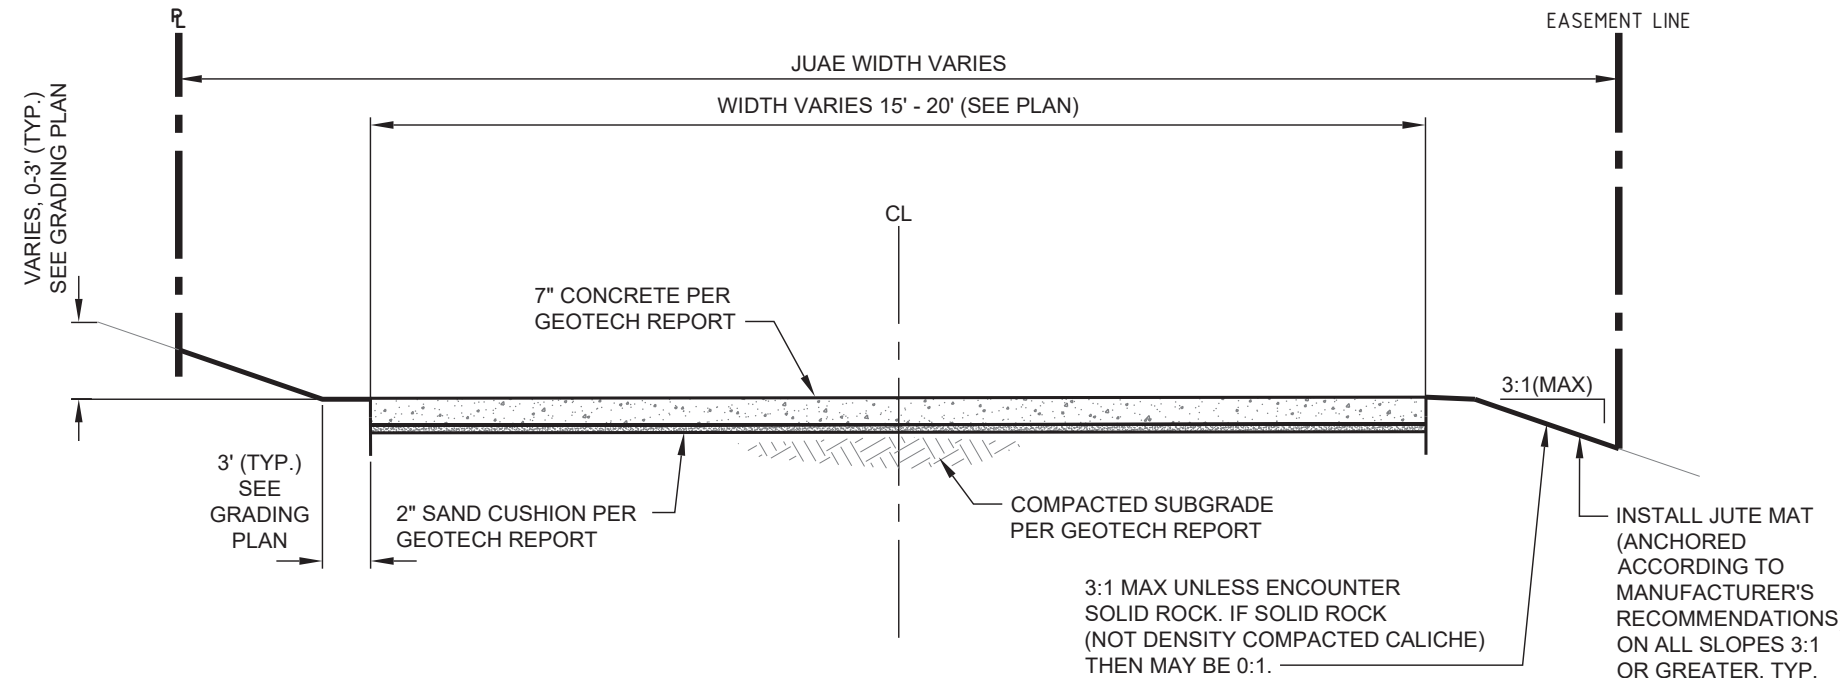 PL
EASEMENT LINE
JUAE WIDTH VARIES
WIDTH VARIES 15' - 20' (SEE PLAN)
VARIES, 0-3' (TYP.)
SEE GRADING PLAN
CL
7" CONCRETE PER
GEOTECH REPORT
3:1(MAX)
3' (TYP.)
SEE
GRADING
PLAN
2" SAND CUSHION PER
GEOTECH REPORT
COMPACTED SUBGRADE
PER GEOTECH REPORT
3:1 MAX UNLESS ENCOUNTER
SOLID ROCK. IF SOLID ROCK
(NOT DENSITY COMPACTED CALICHE)
THEN MAY BE 0:1.
INSTALL JUTE MAT
(ANCHORED
ACCORDING TO
MANUFACTURER'S
RECOMMENDATIONS
ON ALL SLOPES 3:1
OR GREATER, TYP.